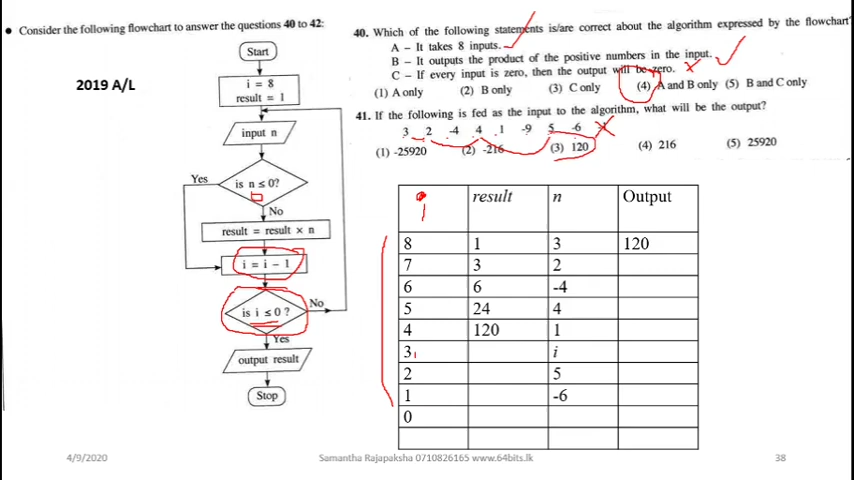 • Consider the following flowchart to answer the questions 40 to 42:
2019 A/L
Start
i = 8
result = 1
input n
is n ≤ 0?
Yes
No
result = result × n
i = i − 1
is i ≤ 0 ?
No
Yes
output result
Stop
40. Which of the following statements is/are correct about the algorithm expressed by the flowchart?
A – It takes 8 inputs.
B – It outputs the product of the positive numbers in the input.
C – If every input is zero, then the output will be zero.
(1) A only (2) B only (3) C only (4) A and B only (5) B and C only
41. If the following is fed as the input to the algorithm, what will be the output?
3 2 -4 4 1 -9 5 -6
(1) -25920 (2) -216 (3) 120 (4) 216 (5) 25920
i result n Output
8 1 3 120
7 3 2
6 6 -4
5 24 4
4 120 1
3 i
2 5
1 -6
0
4/9/2020 Samantha Rajapaksha 0710826165 www.64bits.lk 38